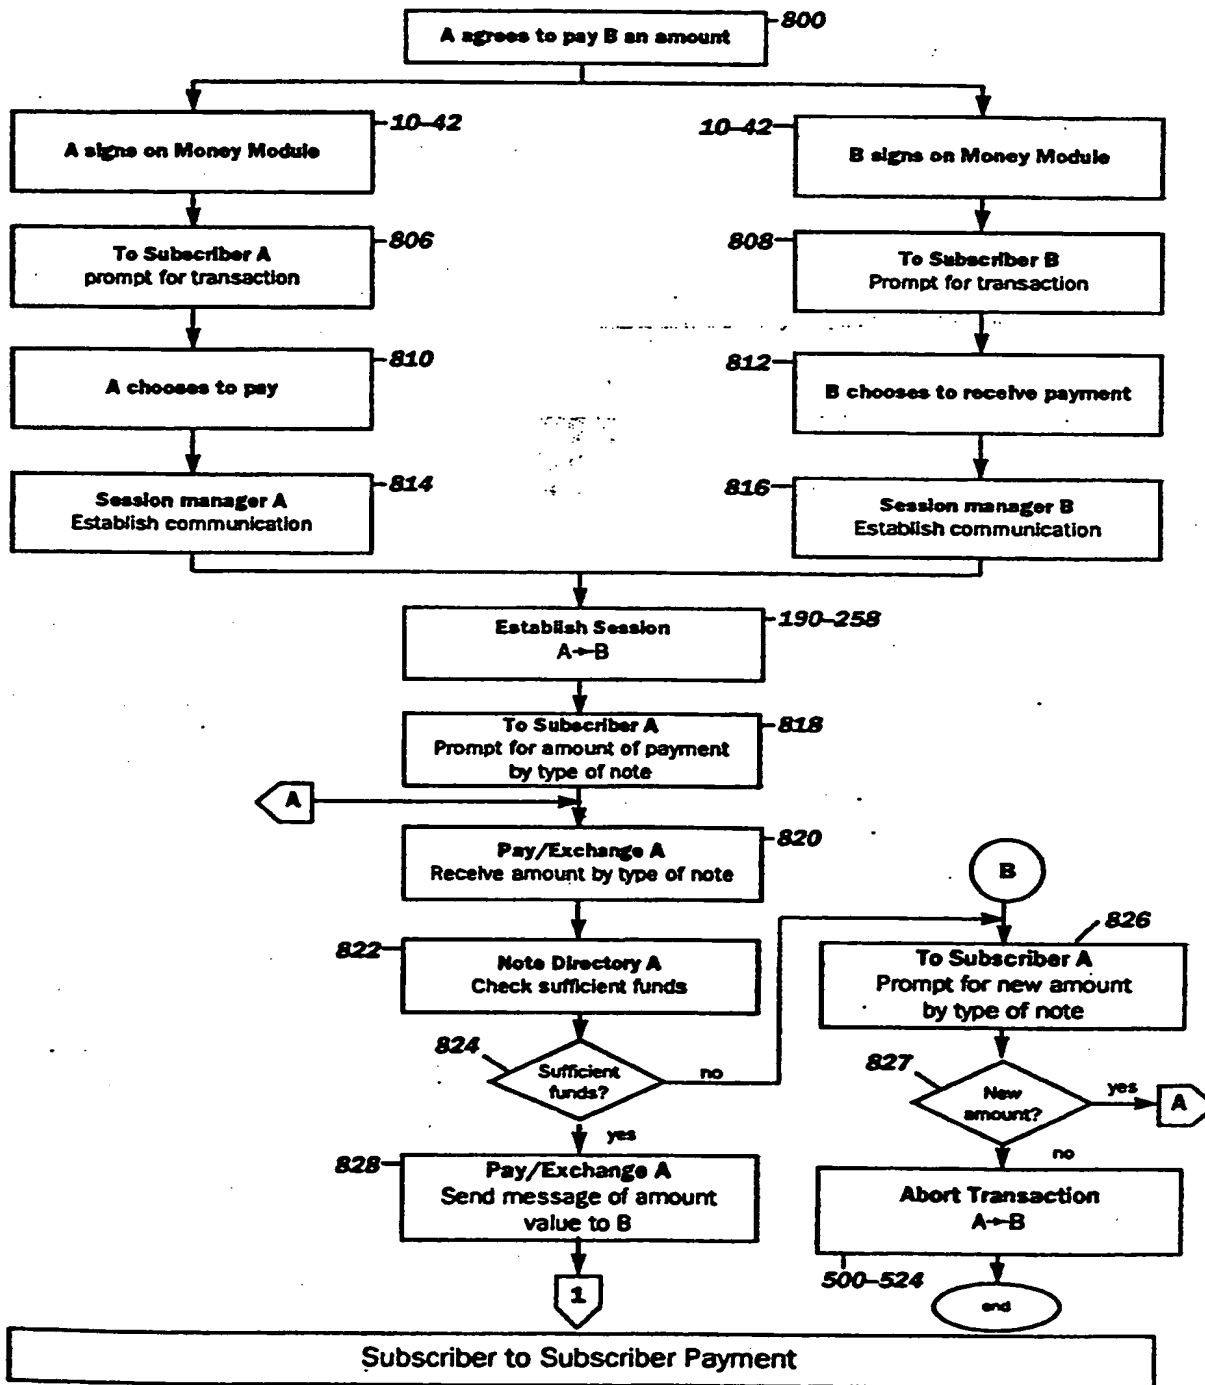 A agrees to pay B an amount
800
A signs on Money Module
10–42
10–42
B signs on Money Module
To Subscriber A
prompt for transaction
806
808
To Subscriber B
Prompt for transaction
A chooses to pay
810
812
B chooses to receive payment
Session manager A
Establish communication
814
816
Session manager B
Establish communication
Establish Session
A→B
190–258
To Subscriber A
Prompt for amount of payment
by type of note
818
A
Pay/Exchange A
Receive amount by type of note
820
B
822
Note Directory A
Check sufficient funds
826
To Subscriber A
Prompt for new amount
by type of note
824
Sufficient
funds?
no
yes
827
New
amount?
yes
A
no
828
Pay/Exchange A
Send message of amount
value to B
1
Abort Transaction
A→B
500–524
end
Subscriber to Subscriber Payment